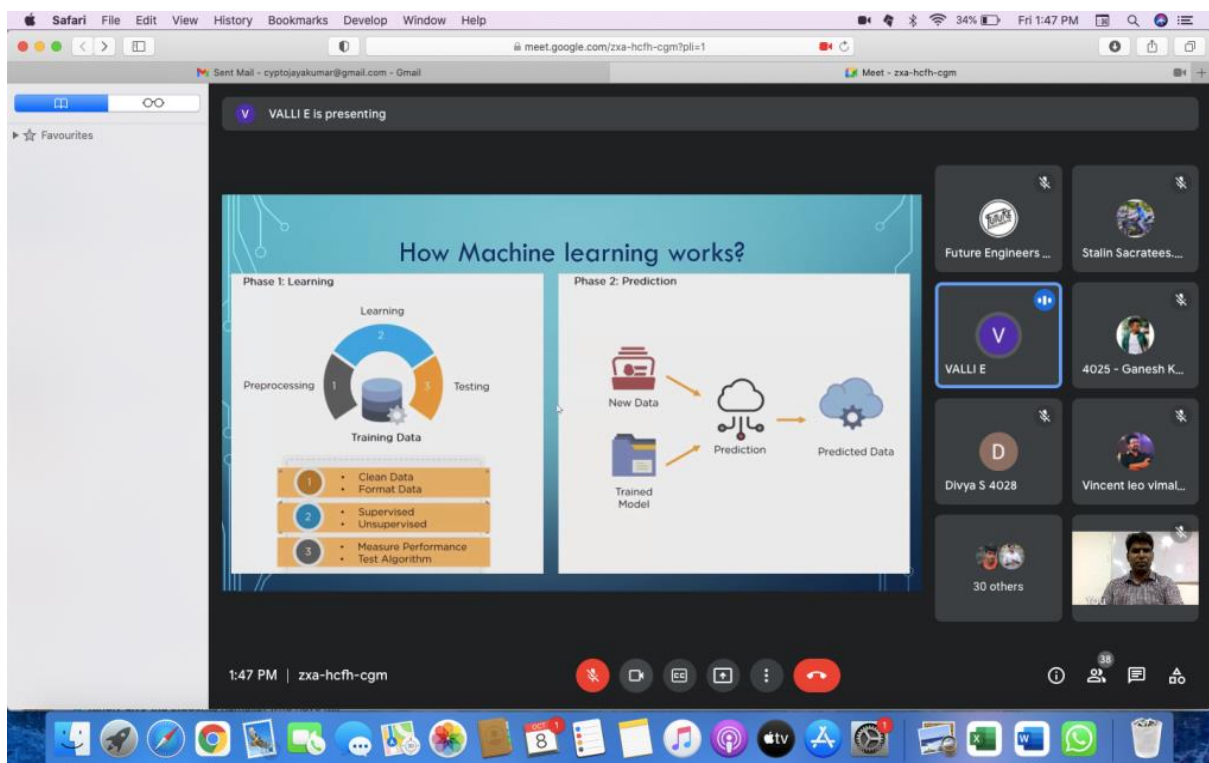 Safari File Edit View History Bookmarks Develop Window Help
34% Fri 1:47 PM
meet.google.com/zxa-hcfh-cgm?pli=1
Sent Mail - cyptojayakumar@gmail.com - Gmail
Meet - zxa-hcfh-cgm
Favourites
V VALLI E is presenting
How Machine learning works?
Phase 1: Learning
Learning
2
Preprocessing 1
3 Testing
Training Data
1 • Clean Data
• Format Data
2 • Supervised
• Unsupervised
3 • Measure Performance
• Test Algorithm
Phase 2: Prediction
New Data
Trained
Model
Prediction
Predicted Data
Future Engineers ...
Stalin Sacratees....
V
VALLI E
4025 - Ganesh K...
D
Divya S 4028
Vincent leo vimal...
30 others
1:47 PM | zxa-hcfh-cgm
CC
38
OCT 1
8
tv
1
W